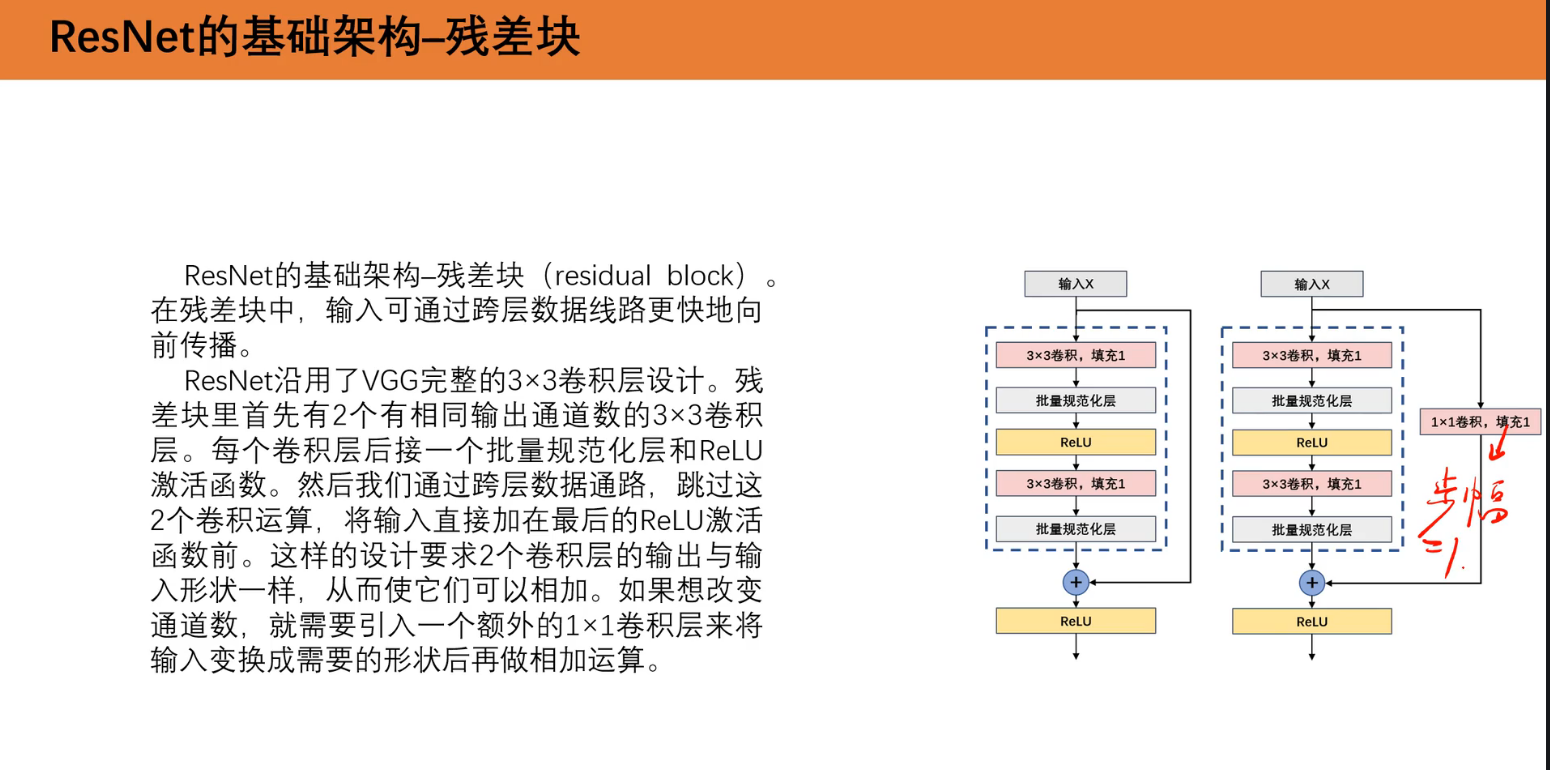 ResNet的基础架构–残差块
ResNet的基础架构–残差块（residual block）。
在残差块中，输入可通过跨层数据线路更快地向
前传播。
ResNet沿用了VGG完整的3×3卷积层设计。残
差块里首先有2个有相同输出通道数的3×3卷积
层。每个卷积层后接一个批量规范化层和ReLU
激活函数。然后我们通过跨层数据通路，跳过这
2个卷积运算，将输入直接加在最后的ReLU激活
函数前。这样的设计要求2个卷积层的输出与输
入形状一样，从而使它们可以相加。如果想改变
通道数，就需要引入一个额外的1×1卷积层来将
输入变换成需要的形状后再做相加运算。
输入X
3×3卷积，填充1
批量规范化层
ReLU
3×3卷积，填充1
批量规范化层
+
ReLU
输入X
3×3卷积，填充1
批量规范化层
ReLU
3×3卷积，填充1
批量规范化层
+
ReLU
1×1卷积，填充1
步幅
=1.